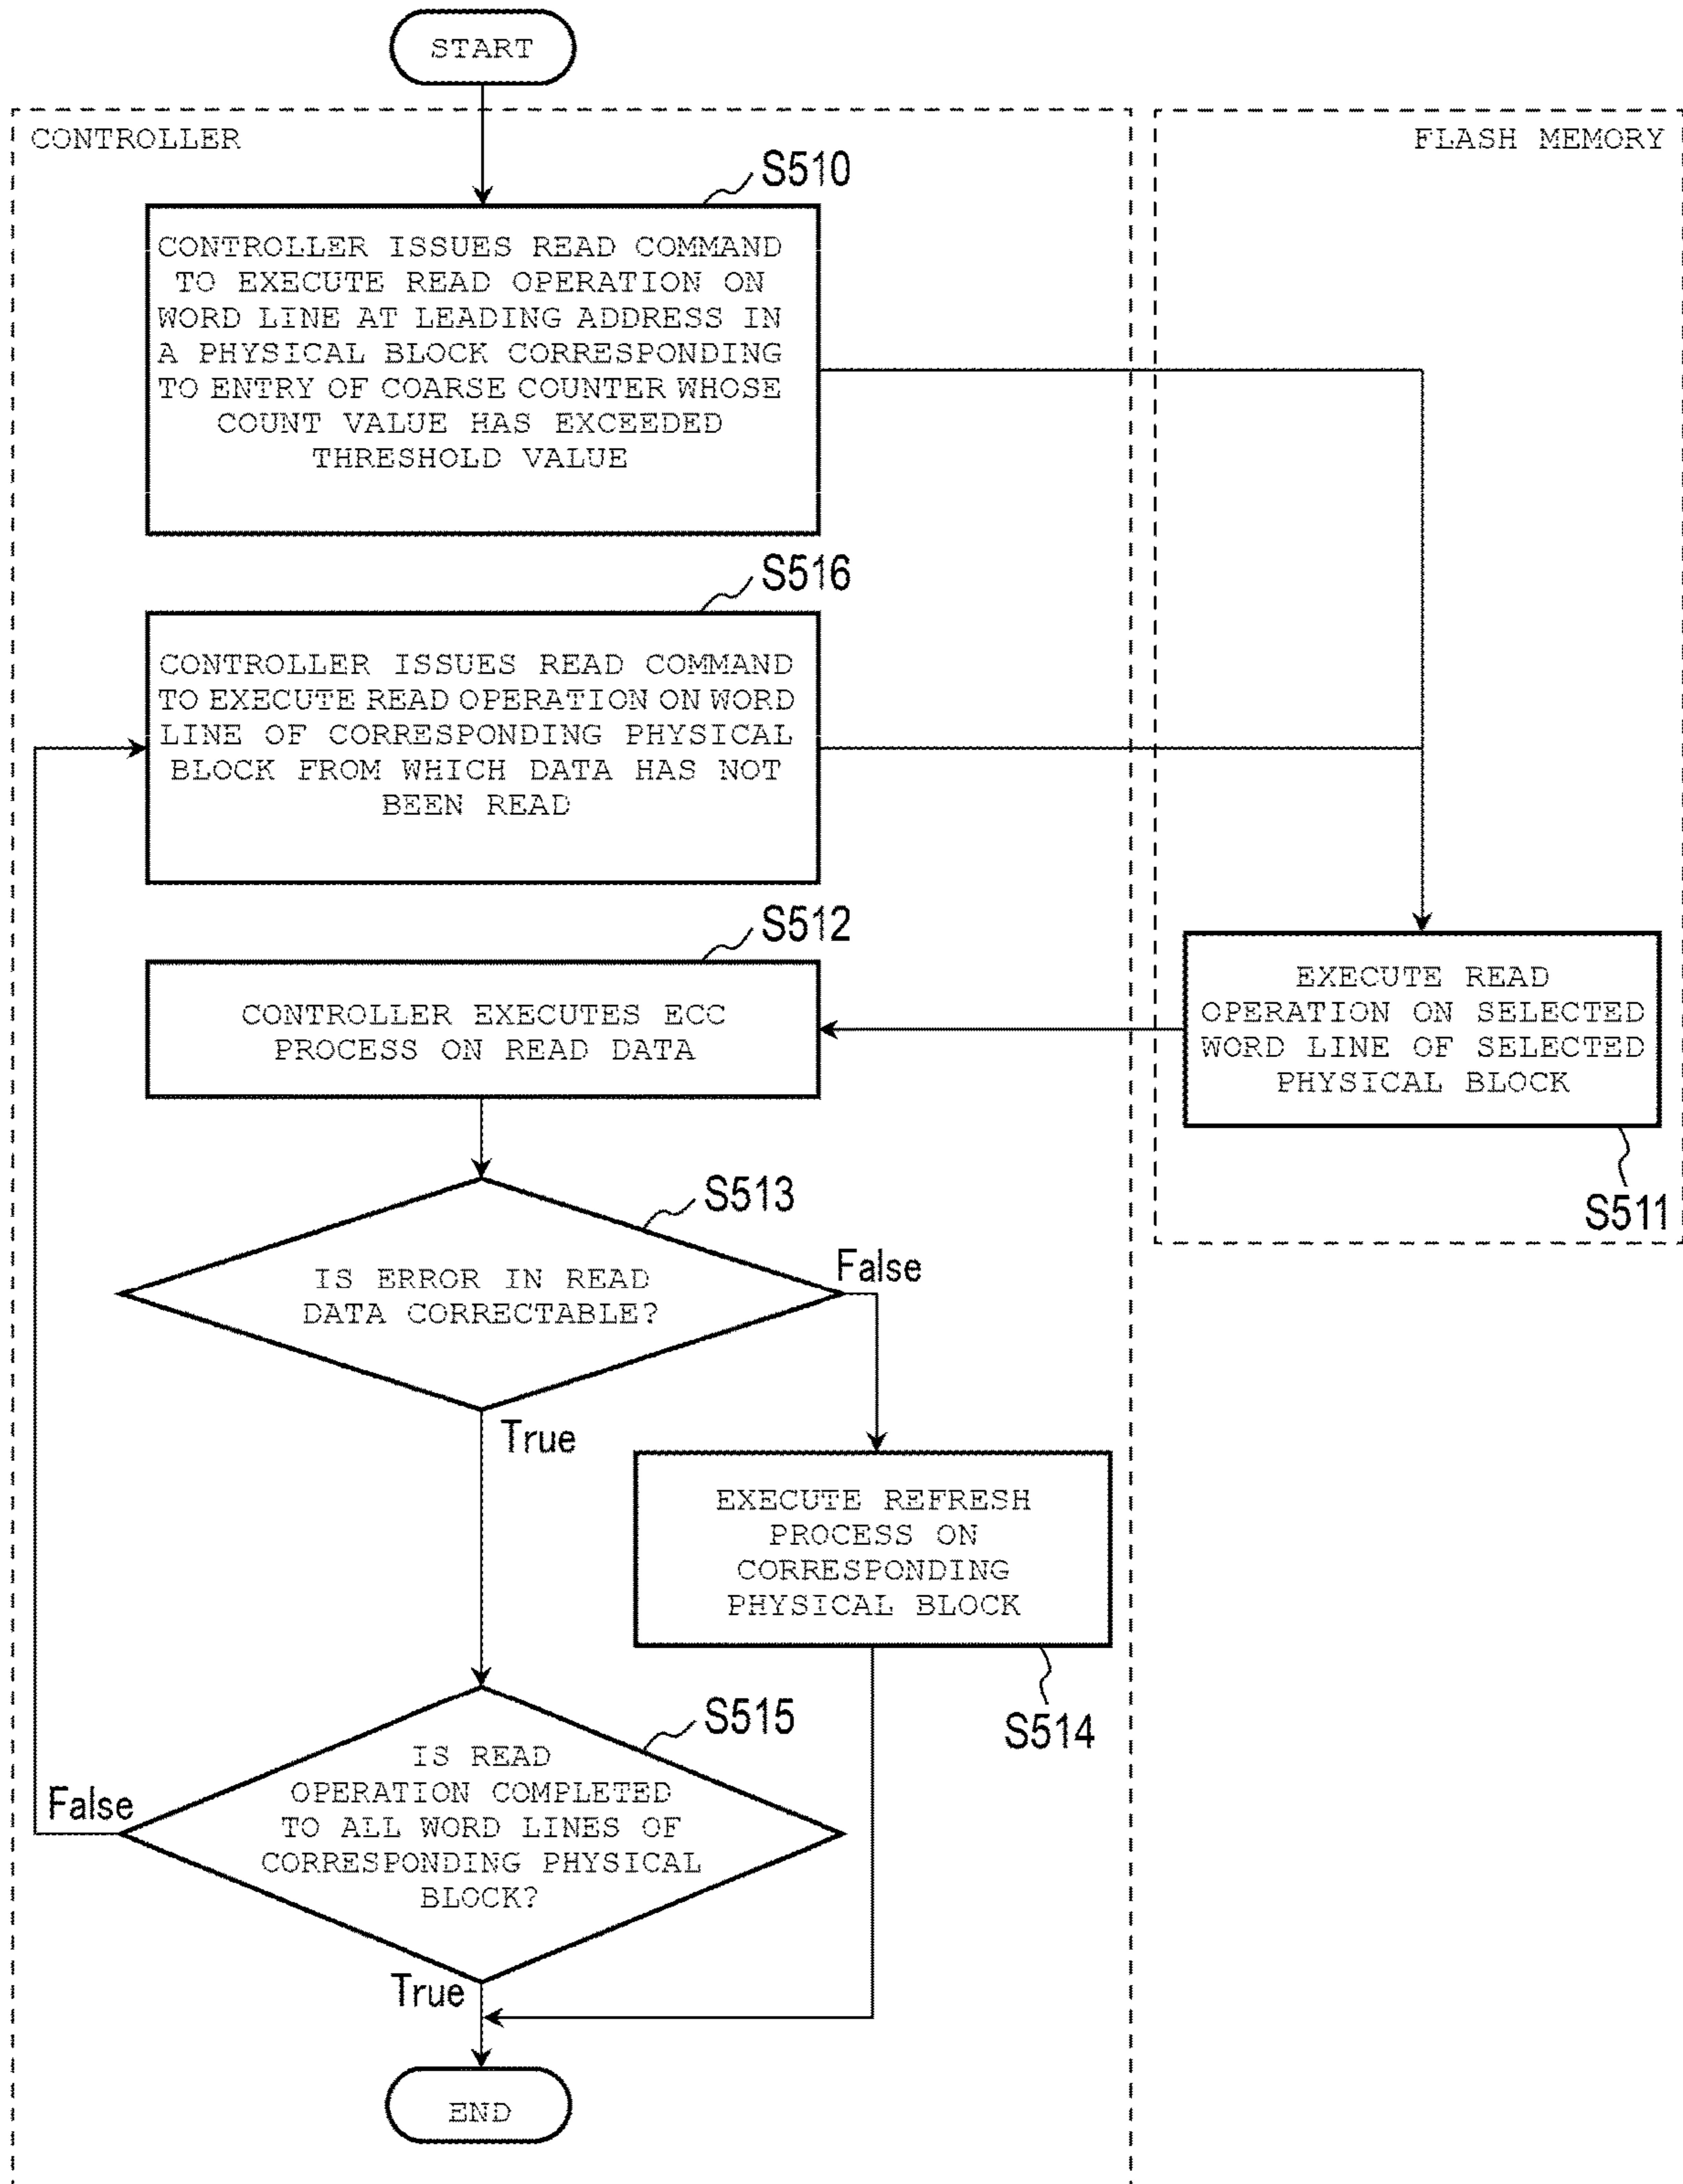 START
CONTROLLER
FLASH MEMORY
S510
CONTROLLER ISSUES READ COMMAND
TO EXECUTE READ OPERATION ON
WORD LINE AT LEADING ADDRESS IN
A PHYSICAL BLOCK CORRESPONDING
TO ENTRY OF COARSE COUNTER WHOSE
COUNT VALUE HAS EXCEEDED
THRESHOLD VALUE
S516
CONTROLLER ISSUES READ COMMAND
TO EXECUTE READ OPERATION ON WORD
LINE OF CORRESPONDING PHYSICAL
BLOCK FROM WHICH DATA HAS NOT
BEEN READ
S512
CONTROLLER EXECUTES ECC
PROCESS ON READ DATA
EXECUTE READ
OPERATION ON SELECTED
WORD LINE OF SELECTED
PHYSICAL BLOCK
S511
S513
IS ERROR IN READ
DATA CORRECTABLE?
False
True
EXECUTE REFRESH
PROCESS ON
CORRESPONDING
PHYSICAL BLOCK
S514
S515
IS READ
OPERATION COMPLETED
TO ALL WORD LINES OF
CORRESPONDING PHYSICAL
BLOCK?
False
True
END